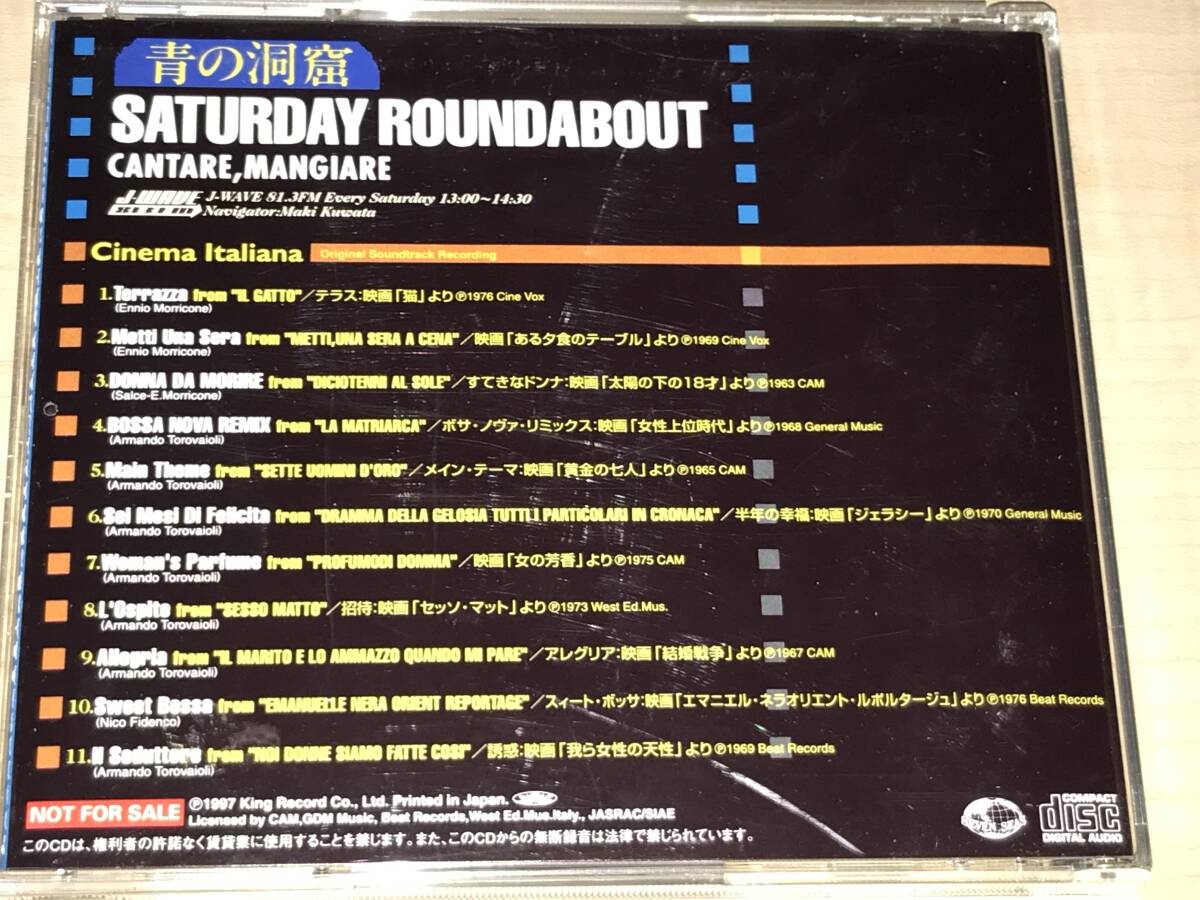 青の洞窟
SATURDAY ROUNDABOUT
CANTARE,MANGiARE
J-WAVE J-WAVE 81.3FM Every Saturday 13:00~14:30
Navigator:Maki Kuwata
Cinema Italiana Original Soundtrack Recording
1.Terrazza from "IL GATTO"／テラス:映画「猫」より℗1976 Cine Vox
(Ennio Morricone)
2.Metti Una Sera from "METTI,UNA SERA A CENA"／映画「ある夕食のテーブル」より℗1969 Cine Vox
(Ennio Morricone)
3.DONNA DA MORIRE from "DICIOTENNI AL SOLE"／すてきなドンナ:映画「太陽の下の18才」より℗1963 CAM
(Salce-E.Morricone)
4.BOSSA NOVA REMIX from "LA MATRIARCA"／ボサ・ノヴァ・リミックス:映画「女性上位時代」より℗1968 General Music
(Armando Torovaioli)
5.Main Theme from "SETTE UOMINI D'ORO"／メイン・テーマ:映画「黄金の七人」より℗1965 CAM
(Armando Torovaioli)
6.Sei Mesi Di Felicita from "DRAMMA DELLA GELOSIA TUTTI,I PARTICOLARI IN CRONACA"／半年の幸福:映画「ジェラシー」より℗1970 General Music
(Armando Torovaioli)
7.Woman's Parfume from "PROFUMODI DOMMA"／映画「女の芳香」より℗1975 CAM
(Armando Torovaioli)
8.L'Ospite from "SESSO MATTO"／招待:映画「セッソ・マット」より℗1973 West Ed.Mus.
(Armando Torovaioli)
9.Allegria from "IL MARITO E LO AMMAZZO QUANDO MI PARE"／アレグリア:映画「結婚戦争」より℗1967 CAM
(Armando Torovaioli)
10.Sweet Bossa from "EMANUELLE NERA ORIENT REPORTAGE"／スィート・ボッサ:映画「エマニエル・ネラオリエント・ルポルタージュ」より℗1976 Beat Records
(Nico Fidenco)
11.Il Seduttore from "NOI DONNE SIAMO FATTE COSI"／誘惑:映画「我ら女性の天性」より℗1969 Beat Records
(Armando Torovaioli)
NOT FOR SALE ℗1997 King Record Co., Ltd. Printed in Japan.
Licensed by CAM,GDM Music, Beat Records,West Ed.Mus.Italy., JASRAC/SIAE
このCDは、権利者の許諾なく賃貸業に使用することを禁じます。また、このCDからの無断録音は法律で禁じられています。
SEVEN SEAS
COMPACT
disc
DIGITAL AUDIO